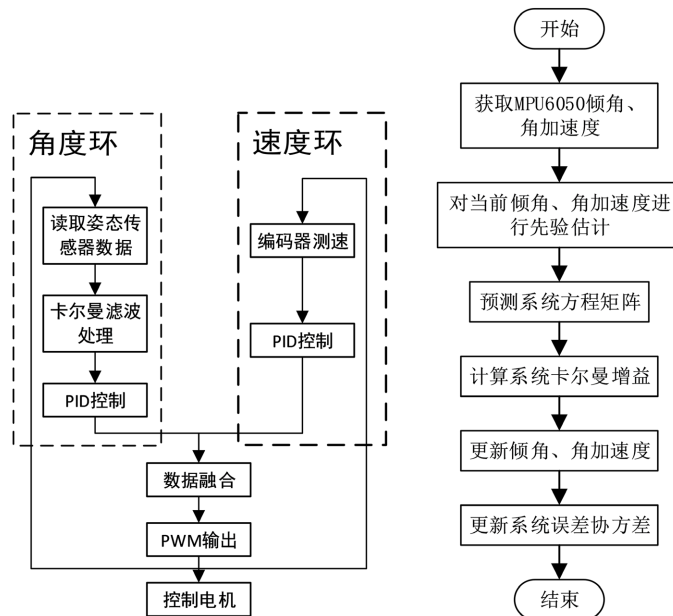 角度环
读取姿态传
感器数据
卡尔曼滤波
处理
PID控制
速度环
编码器测速
PID控制
数据融合
PWM输出
控制电机
开始
获取MPU6050倾角、
角加速度
对当前倾角、角加速度进
行先验估计
预测系统方程矩阵
计算系统卡尔曼增益
更新倾角、角加速度
更新系统误差协方差
结束